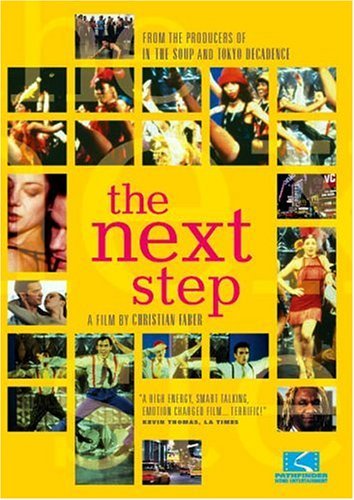 FROM THE PRODUCERS OF
IN THE SOUP AND TOKYO DECADENCE
the
next
step
A FILM BY CHRISTIAN FABER
"A HIGH ENERGY, SMART TALKING,
EMOTION CHARGED FILM... TERRIFIC!"
KEVIN THOMAS, LA TIMES
PATHFINDER
HOME ENTERTAINMENT